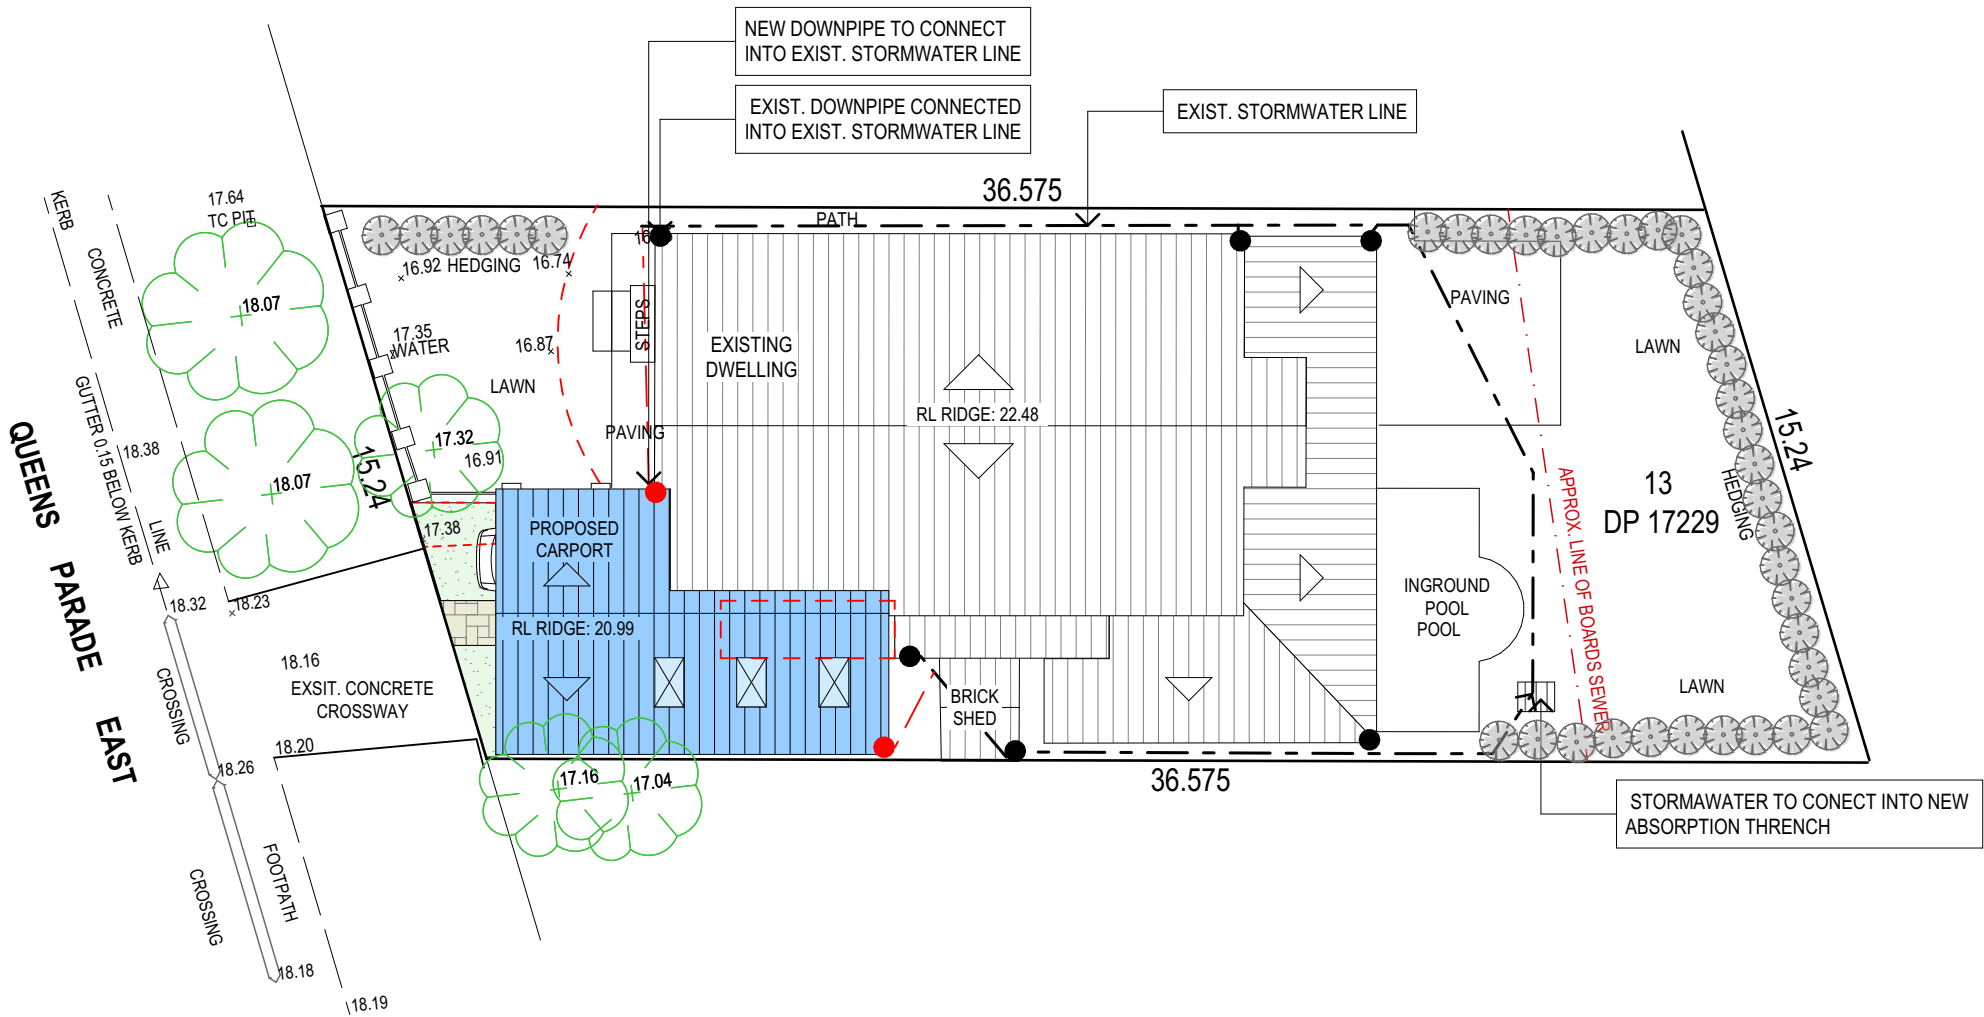 NEW DOWNPIPE TO CONNECT
INTO EXIST. STORMWATER LINE
EXIST. DOWNPIPE CONNECTED
INTO EXIST. STORMWATER LINE
EXIST. STORMWATER LINE
36.575
KERB
CONCRETE
17.64
TC PIT
PATH
16.92
HEDGING
16.74
18.07
17.35
WATER
16.87
STEPS
LAWN
PAVING
EXISTING
DWELLING
RL RIDGE: 22.48
PAVING
LAWN
15.24
HEDGING
13
DP 17229
APPROX. LINE OF BOARDS SEWER
INGROUND
POOL
POOL
LAWN
QUEENS PARADE EAST
GUTTER 0.15 BELOW KERB
LINE
18.38
18.07
17.32
16.91
15.24
17.38
PROPOSED
CARPORT
RL RIDGE: 20.99
18.32
18.23
18.16
EXSIT. CONCRETE
CROSSWAY
CROSSING
18.20
18.26
17.16
17.04
BRICK
SHED
36.575
STORMAWATER TO CONECT INTO NEW
ABSORPTION THRENCH
CROSSING
FOOTPATH
18.18
18.19